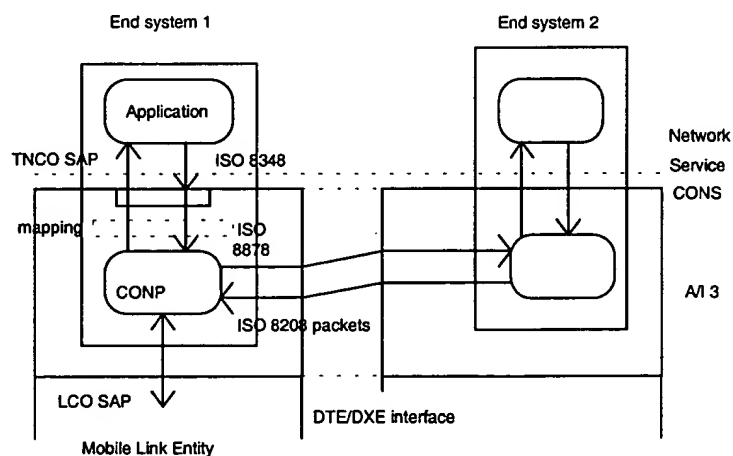 End system 1
End system 2
Application
Network
TNCO SAP
ISO 8348
Service
CONS
mapping
ISO
8878
CONP
A/I 3
ISO 8208 packets
LCO SAP
DTE/DXE interface
Mobile Link Entity